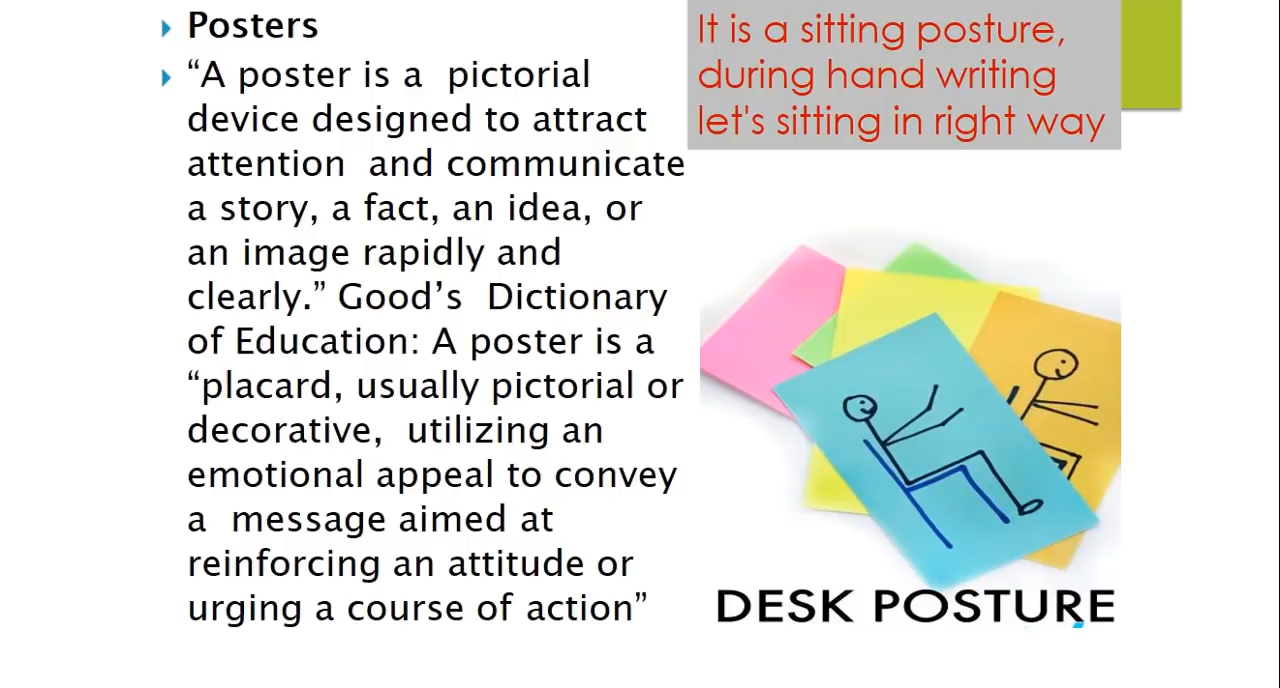 Posters
“A poster is a pictorial
device designed to attract
attention and communicate
a story, a fact, an idea, or
an image rapidly and
clearly.” Good’s Dictionary
of Education: A poster is a
“placard, usually pictorial or
decorative, utilizing an
emotional appeal to convey
a message aimed at
reinforcing an attitude or
urging a course of action”
It is a sitting posture,
during hand writing
let's sitting in right way
DESK POSTURE